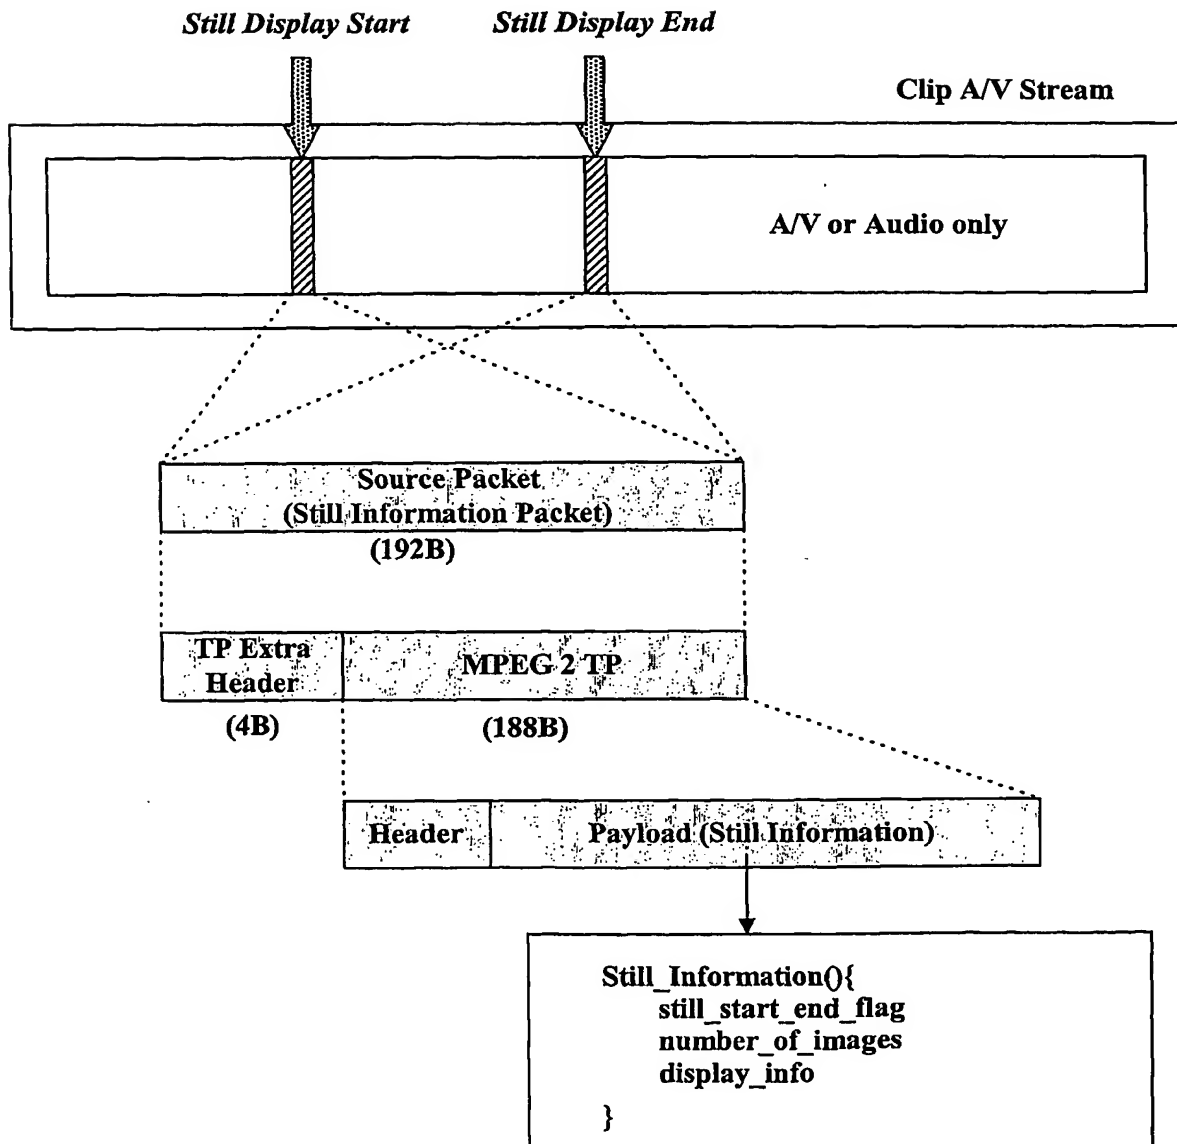 Still Display Start
Still Display End
Clip A/V Stream
A/V or Audio only
Source Packet
(Still Information Packet)
(192B)
TP Extra
Header
MPEG 2 TP
(4B)
(188B)
Header
Payload (Still Information)
Still_Information(){
still_start_end_flag
number_of_images
display_info
}